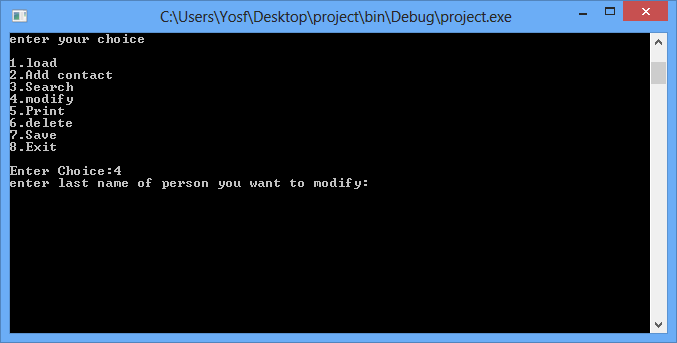 C:\Users\Yosf\Desktop\project\bin\Debug\project.exe
enter your choice
1.load
2.Add contact
3.Search
4.modify
5.Print
6.delete
7.Save
8.Exit
Enter Choice:4
enter last name of person you want to modify: